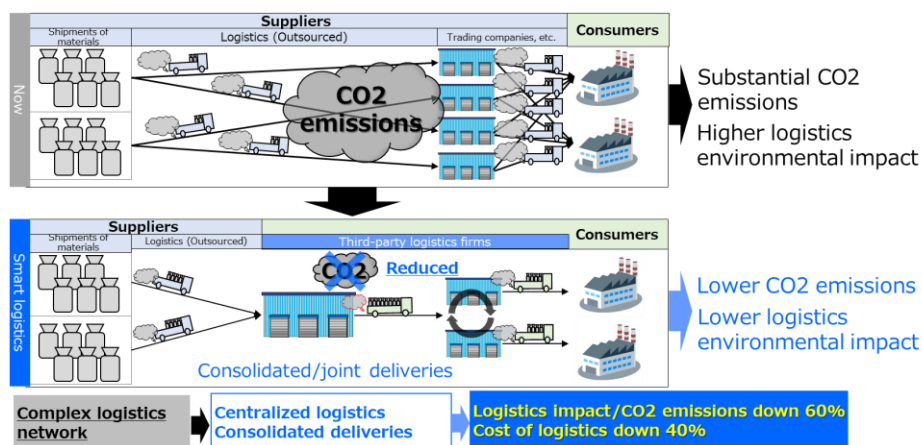 Suppliers
Consumers
Shipments of
materials
Logistics (Outsourced)
Trading companies, etc.
Now
CO2
emissions
Substantial CO2
emissions
Higher logistics
environmental impact
Suppliers
Consumers
Shipments of
materials
Logistics (Outsourced)
Third-party logistics firms
Smart logistics
CO2
Reduced
Consolidated/joint deliveries
Lower CO2 emissions
Lower logistics
environmental impact
Complex logistics
network
Centralized logistics
Consolidated deliveries
Logistics impact/CO2 emissions down 60%
Cost of logistics down 40%